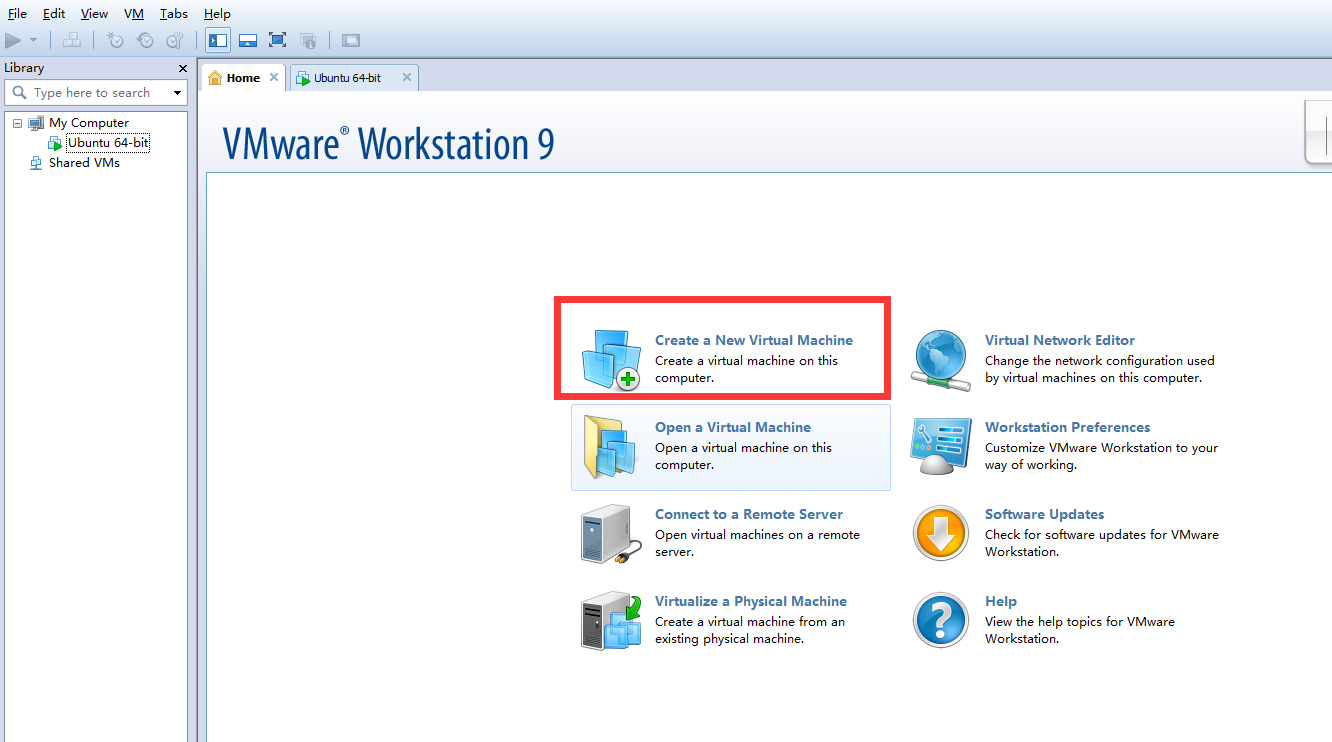 File Edit View VM Tabs Help
Library
Type here to search
My Computer
Ubuntu 64-bit
Shared VMs
Home
Ubuntu 64-bit
VMware® Workstation 9
Create a New Virtual Machine
Create a virtual machine on this
computer.
Open a Virtual Machine
Open a virtual machine on this
computer.
Connect to a Remote Server
Open virtual machines on a remote
server.
Virtualize a Physical Machine
Create a virtual machine from an
existing physical machine.
Virtual Network Editor
Change the network configuration used
by virtual machines on this computer.
Workstation Preferences
Customize VMware Workstation to your
way of working.
Software Updates
Check for software updates for VMware
Workstation.
Help
View the help topics for VMware
Workstation.